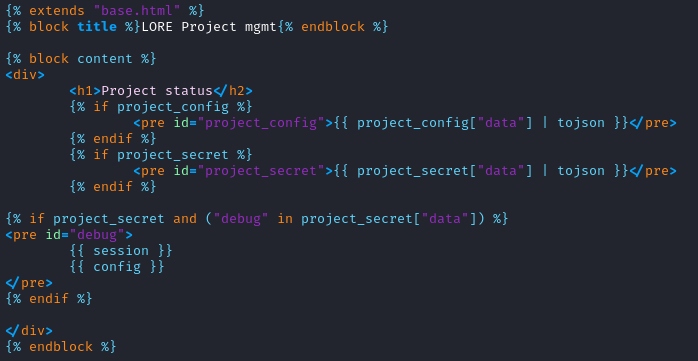 {% extends "base.html" %}
{% block title %}LORE Project mgmt{% endblock %}
{% block content %}
<div>
<h1>Project status</h2>
{% if project_config %}
<pre id="project_config">{{ project_config["data"] | tojson }}</pre>
{% endif %}
{% if project_secret %}
<pre id="project_secret">{{ project_secret["data"] | tojson }}</pre>
{% endif %}
{% if project_secret and ("debug" in project_secret["data"]) %}
<pre id="debug">
{{ session }}
{{ config }}
</pre>
{% endif %}
</div>
{% endblock %}